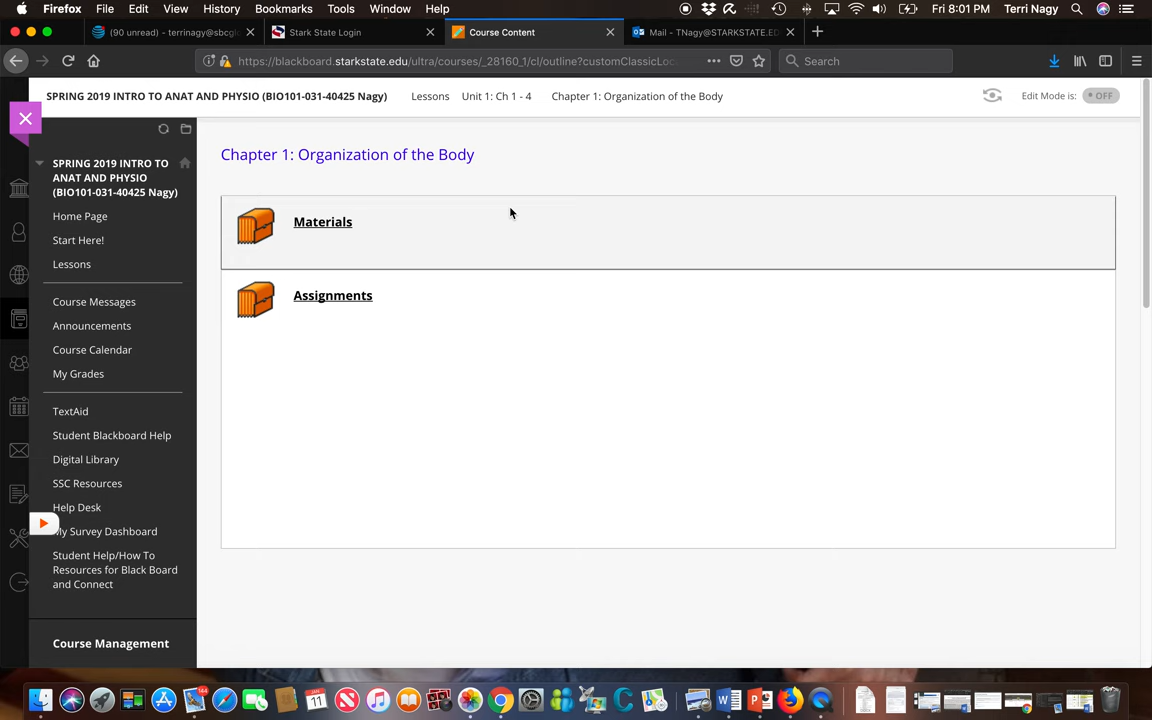 Firefox File Edit View History Bookmarks Tools Window Help Fri 8:01 PM Terri Nagy
(90 unread) - terrinagy@sbcgl Stark State Login Course Content Mail - TNagy@STARKSTATE.ED
https://blackboard.starkstate.edu/ultra/courses/_28160_1/cl/outline?customClassicLoc Search
SPRING 2019 INTRO TO ANAT AND PHYSIO (BIO101-031-40425 Nagy) Lessons Unit 1: Ch 1 - 4 Chapter 1: Organization of the Body Edit Mode is: OFF
SPRING 2019 INTRO TO
ANAT AND PHYSIO
(BIO101-031-40425 Nagy)
Home Page
Start Here!
Lessons
Course Messages
Announcements
Course Calendar
My Grades
TextAid
Student Blackboard Help
Digital Library
SSC Resources
Help Desk
My Survey Dashboard
Student Help/How To
Resources for Black Board
and Connect
Course Management
Chapter 1: Organization of the Body
Materials
Assignments
JAN
11